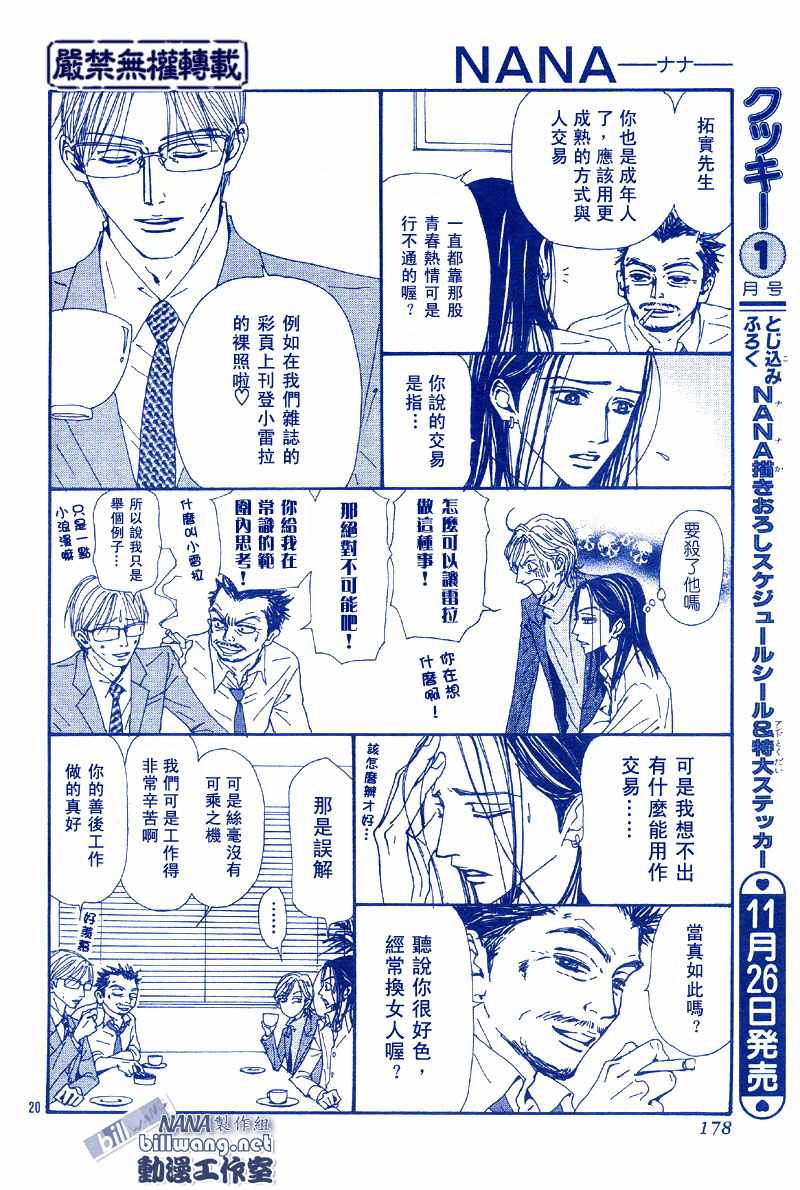 嚴禁無權轉載
NANA
ナナ
拓實先生
你也是成年人
了，應該用更
成熟的方式與
人交易
一直都靠那股
青春熱情可是
行不通的喔？
例如在我們雜誌的
彩頁上刊登小雷拉
的裸照啦♡
你說的交易
是指…
要殺了他嗎
怎麼可以讓雷拉
做這種事！
那絕對不可能吧！
你給我在
常識的範
圍內思考！
你在想
什麼啊！
什麼叫小雷拉
所以說我只是
舉個例子…
只是一點
小浪漫嘛
可是我想不出
有什麼能用作
交易……
該怎麼辦才好…
當真如此嗎？
聽說你很好色，
經常換女人喔？
那是誤解
可是絲毫沒有
可乘之機
我們可是工作得
非常辛苦啊
你的善後工作
做的真好
……
好羨慕
クッキー1月号
とじ込み
ふろく
NANA描きおろしスケジュールシール&特大ステッカー
♥11月26日発売♥
20
178
billwang
NANA製作組
billwang.net
動漫工作室